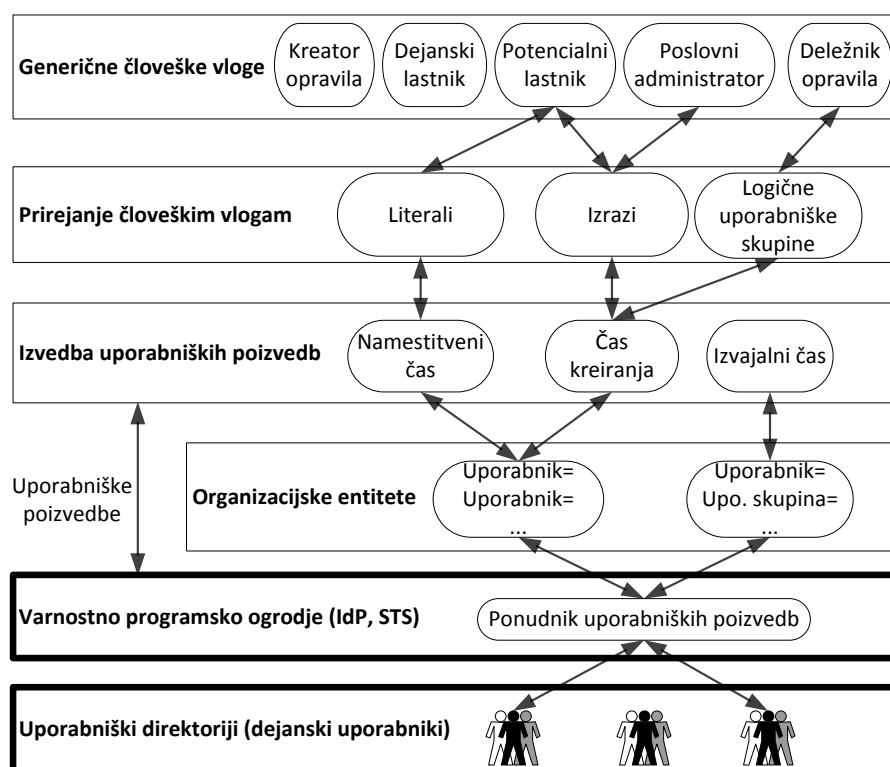 Generične človeške vloge
Kreator
opravila
Dejanski
lastnik
Potencialni
lastnik
Poslovni
administrator
Deležnik
opravila
Prirejanje človeškim vlogam
Literali
Izrazi
Logične
uporabniške
skupine
Izvedba uporabniških poizvedb
Namestitveni
čas
Čas
kreiranja
Izvajalni čas
Uporabniške
poizvedbe
Organizacijske entitete
Uporabnik=
Uporabnik=
...
Uporabnik=
Upo. skupina=
...
Varnostno programsko ogrodje (IdP, STS)
Ponudnik uporabniških poizvedb
Uporabniški direktoriji (dejanski uporabniki)